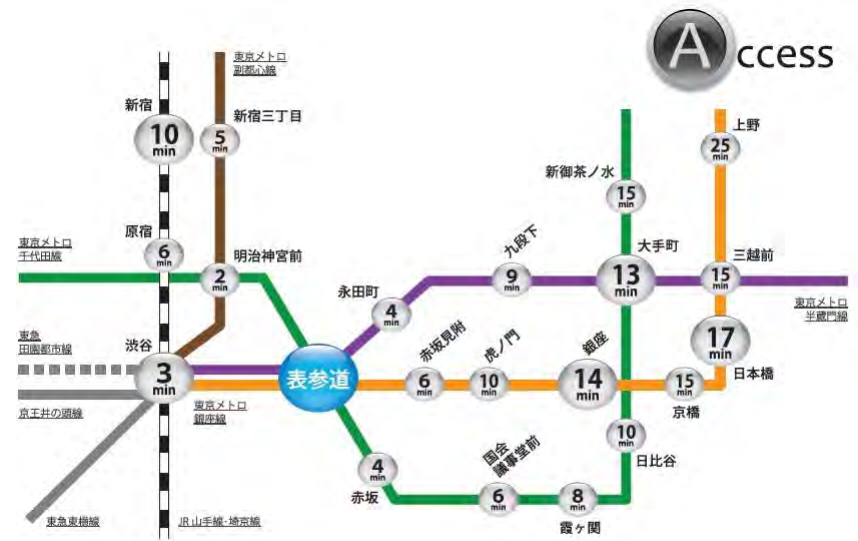 Access
東京メトロ
副都心線
新宿
10
min
新宿三丁目
5
min
上野
25
min
新御茶ノ水
15
min
原宿
6
min
東京メトロ
千代田線
明治神宮前
2
min
永田町
4
min
九段下
9
min
大手町
13
min
三越前
15
min
東京メトロ
半蔵門線
東急
田園都市線
渋谷
3
min
表参道
赤坂見附
6
min
虎ノ門
10
min
銀座
14
min
17
min
日本橋
15
min
京橋
京王井の頭線
東京メトロ
銀座線
10
min
日比谷
4
min
赤坂
国会
議事堂前
6
min
8
min
霞ヶ関
東急東横線
JR山手線・埼京線